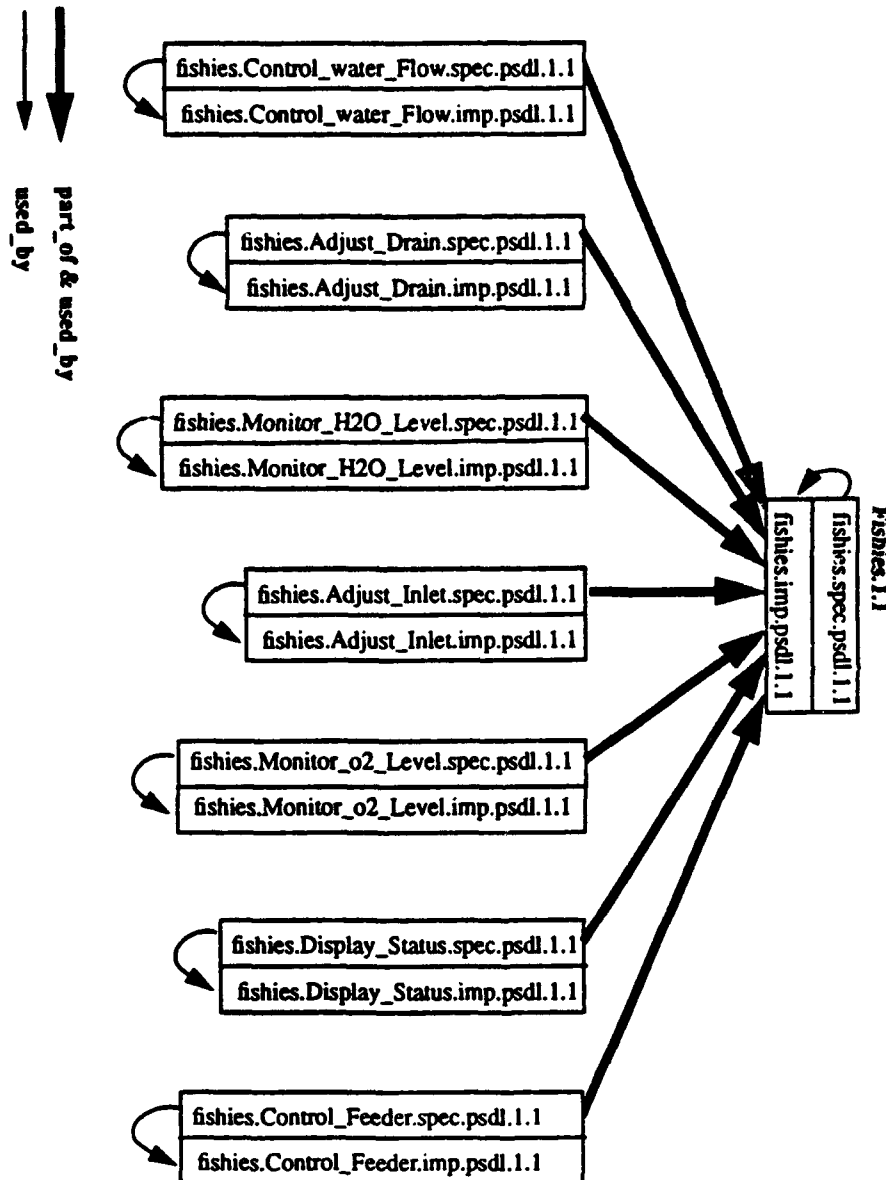 fishies.Control_water_Flow.spec.psdl.1.1
fishies.Control_water_Flow.imp.psdl.1.1
fishies.Adjust_Drain.spec.psdl.1.1
fishies.Adjust_Drain.imp.psdl.1.1
fishies.Monitor_H2O_Level.spec.psdl.1.1
fishies.Monitor_H2O_Level.imp.psdl.1.1
fishies.Adjust_Inlet.spec.psdl.1.1
fishies.Adjust_Inlet.imp.psdl.1.1
fishies.Monitor_o2_Level.spec.psdl.1.1
fishies.Monitor_o2_Level.imp.psdl.1.1
fishies.Display_Status.spec.psdl.1.1
fishies.Display_Status.imp.psdl.1.1
fishies.Control_Feeder.spec.psdl.1.1
fishies.Control_Feeder.imp.psdl.1.1
Fishies.1.1
fishies.spec.psdl.1.1
fishies.imp.psdl.1.1
part_of & used_by
used_by